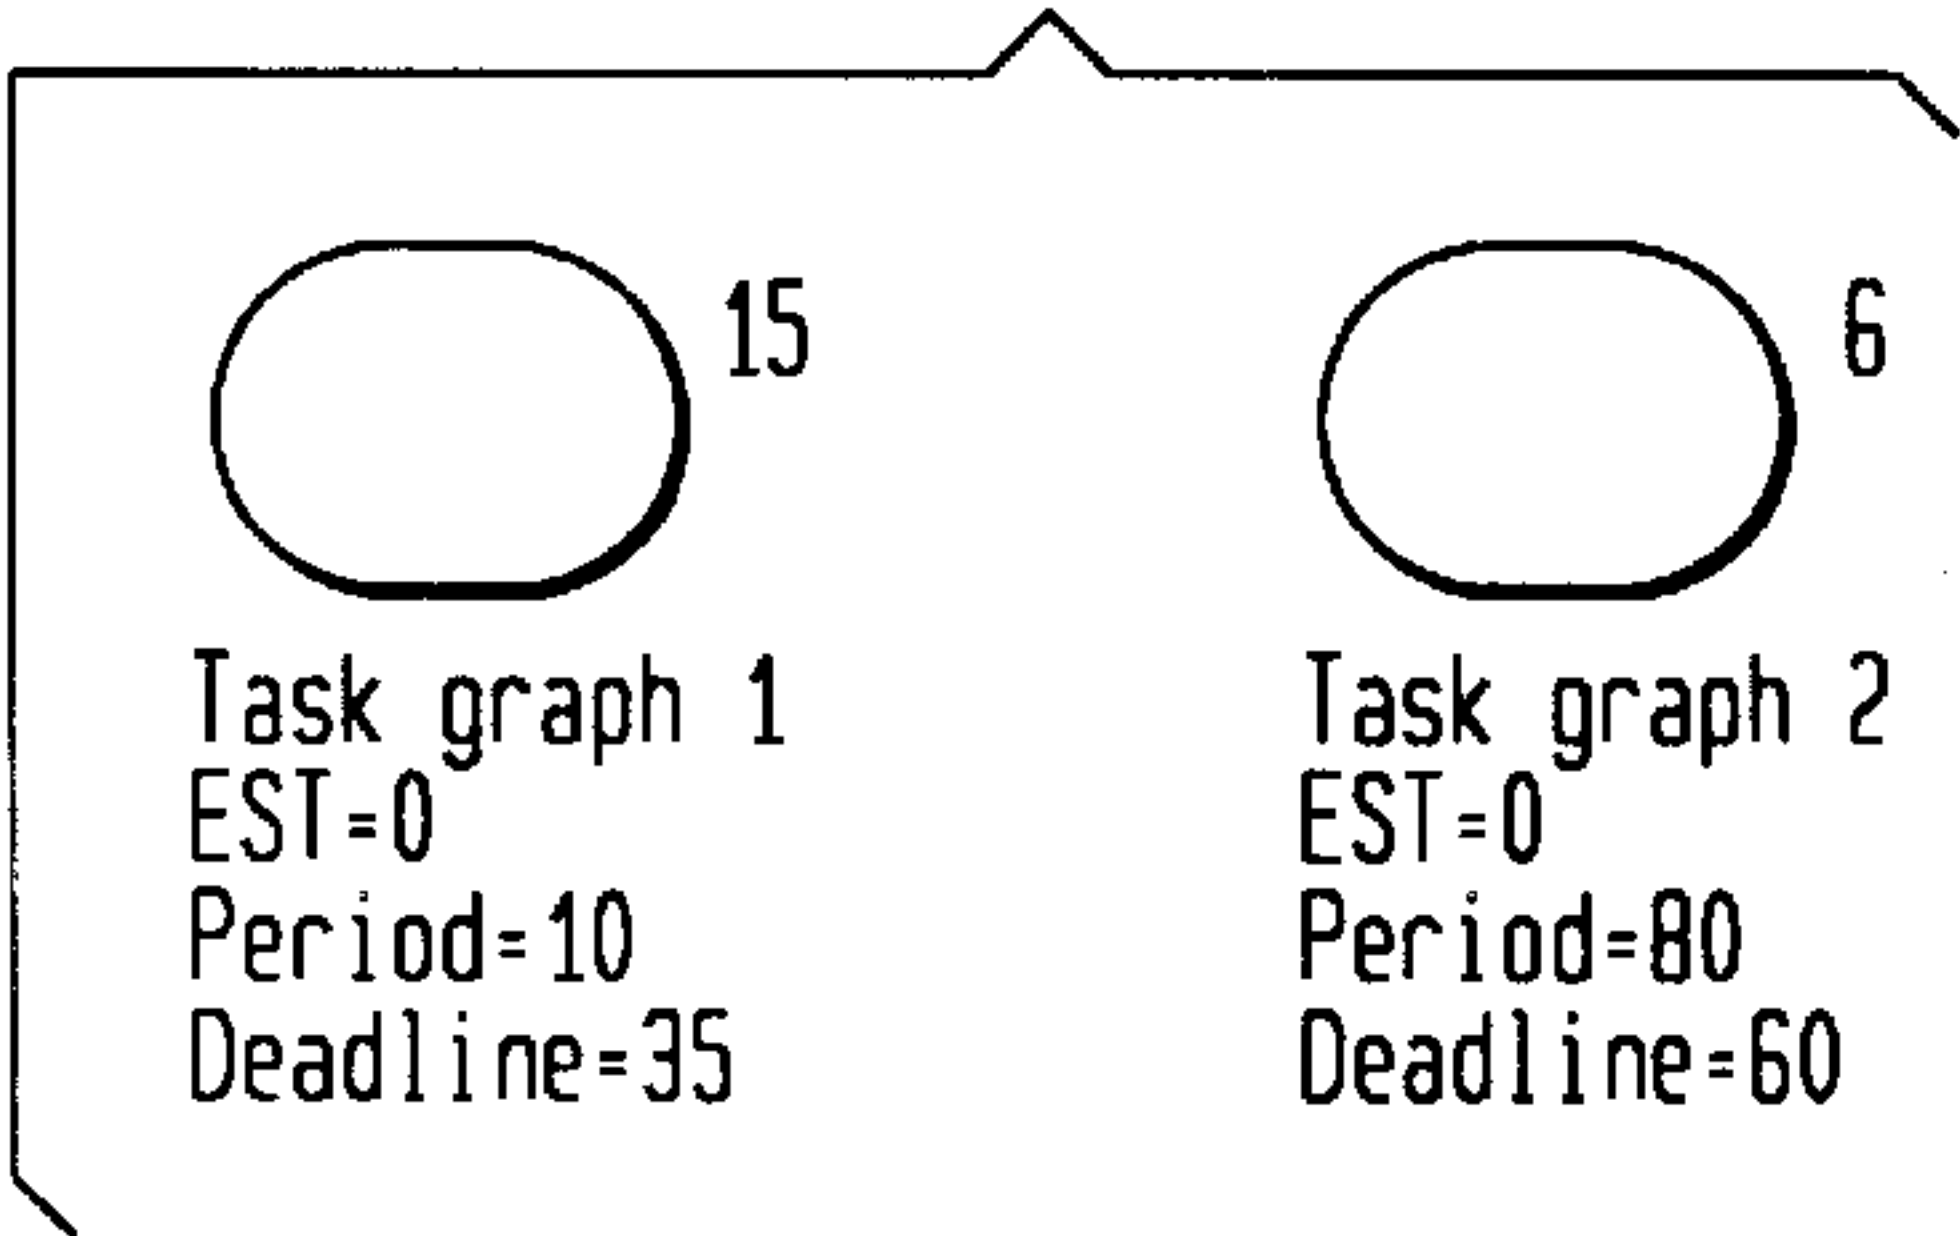 15
Task graph 1
EST=0
Period=10
Deadline=35
6
Task graph 2
EST=0
Period=80
Deadline=60